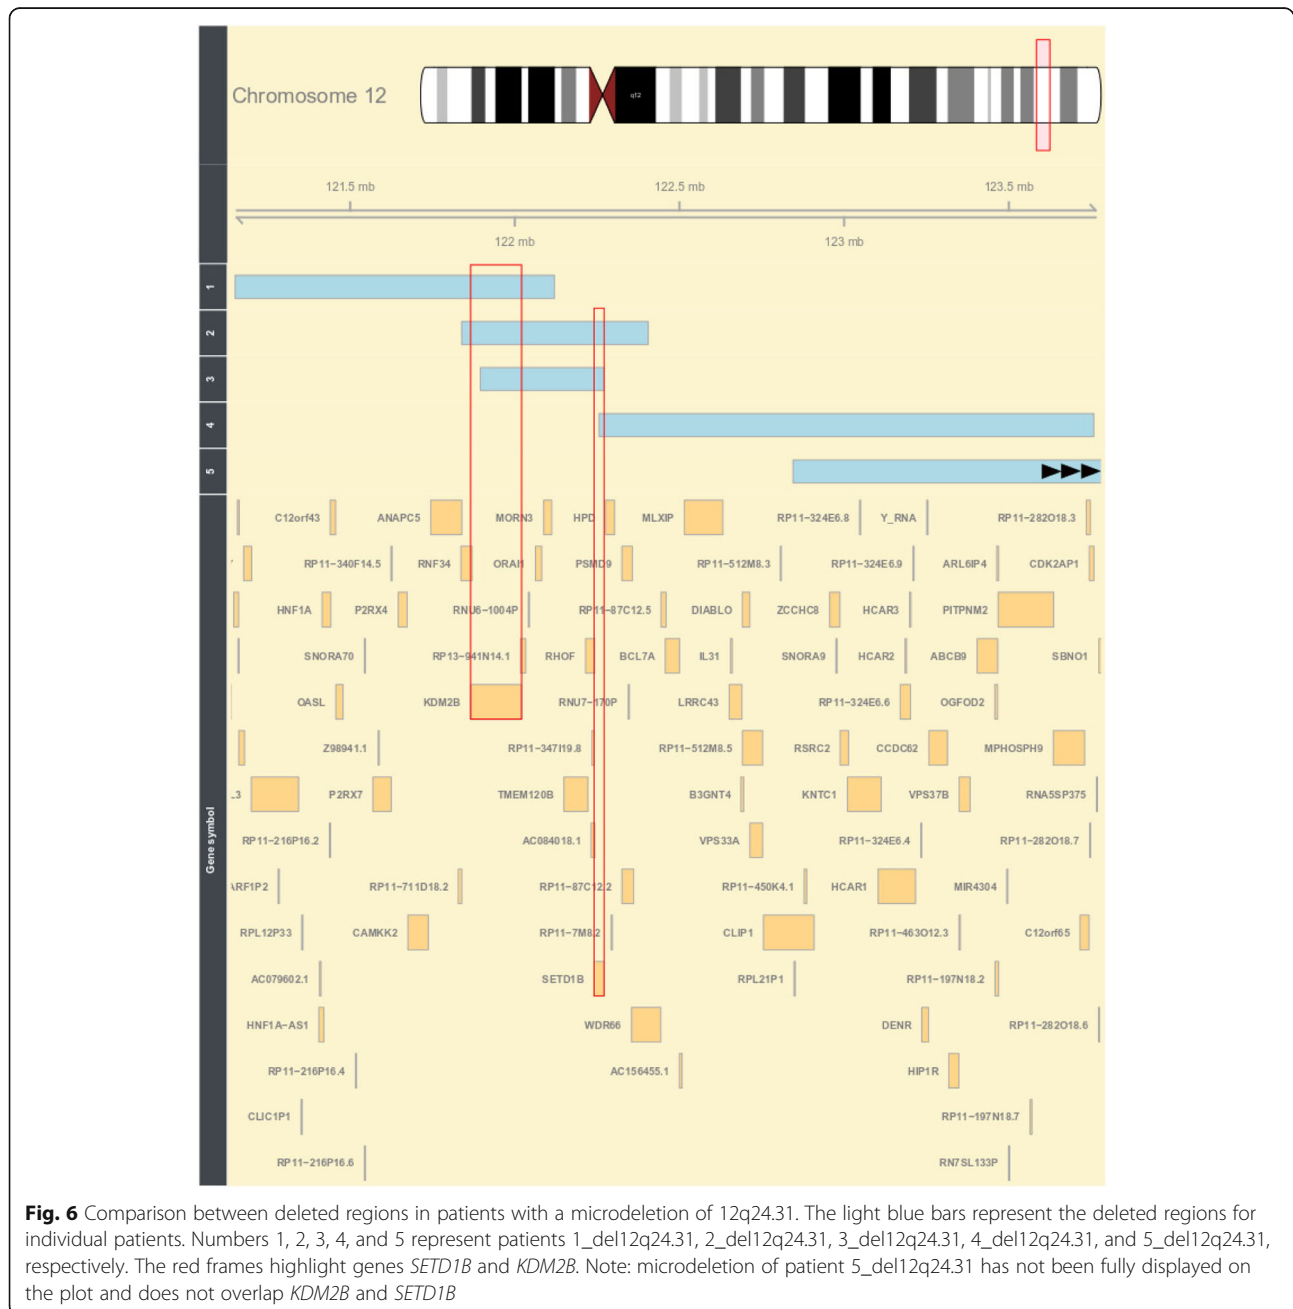 Chromosome 12
q12
121.5 mb 122.5 mb 123.5 mb
122 mb 123 mb
1
2
3
4
5
Gene symbol
C12orf43 ANAPC5 MORN3 HPD MLXIP RP11-324E6.8 Y_RNA RP11-282O18.3
RP11-340F14.5 RNF34 ORAI1 PSMD9 RP11-512M8.3 RP11-324E6.9 ARL6IP4 CDK2AP1
HNF1A P2RX4 RNU6-1004P RP11-87C12.5 DIABLO ZCCHC8 HCAR3 PITPNM2
SNORA70 RP13-941N14.1 RHOF BCL7A IL31 SNORA9 HCAR2 ABCB9 SBNO1
OASL KDM2B RNU7-170P LRRC43 RP11-324E6.6 OGFOD2
Z98941.1 RP11-347I19.8 RP11-512M8.5 RSRC2 CCDC62 MPHOSPH9
.3 P2RX7 TMEM120B B3GNT4 KNTC1 VPS37B RNA5SP375
RP11-216P16.2 AC084018.1 VPS33A RP11-324E6.4 RP11-282O18.7
ARF1P2 RP11-711D18.2 RP11-87C12.2 RP11-450K4.1 HCAR1 MIR4304
RPL12P33 CAMKK2 RP11-7M8.2 CLIP1 RP11-463O12.3 C12orf65
AC079602.1 SETD1B RPL21P1 RP11-197N18.2
HNF1A-AS1 WDR66 DENR RP11-282O18.6
RP11-216P16.4 AC156455.1 HIP1R
CLIC1P1 RP11-197N18.7
RP11-216P16.6 RN7SL133P
Fig. 6 Comparison between deleted regions in patients with a microdeletion of 12q24.31. The light blue bars represent the deleted regions for
individual patients. Numbers 1, 2, 3, 4, and 5 represent patients 1_del12q24.31, 2_del12q24.31, 3_del12q24.31, 4_del12q24.31, and 5_del12q24.31,
respectively. The red frames highlight genes SETD1B and KDM2B. Note: microdeletion of patient 5_del12q24.31 has not been fully displayed on
the plot and does not overlap KDM2B and SETD1B